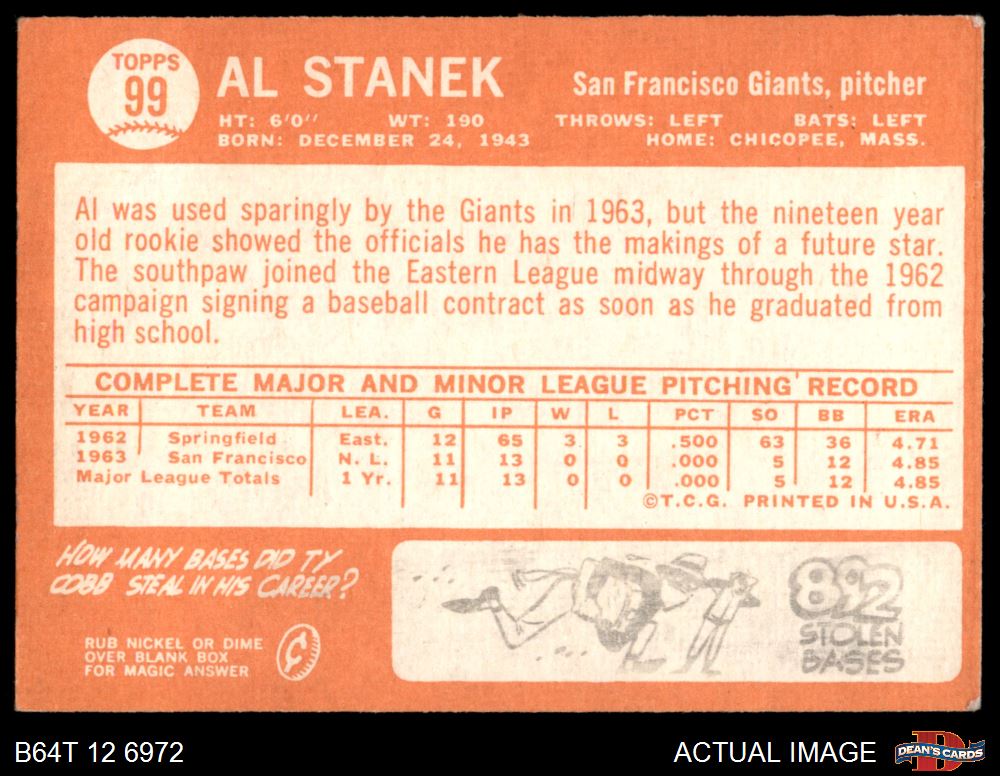 TOPPS
99
AL STANEK
San Francisco Giants, pitcher
HT: 6'0" WT: 190 THROWS: LEFT BATS: LEFT
BORN: DECEMBER 24, 1943 HOME: CHICOPEE, MASS.
Al was used sparingly by the Giants in 1963, but the nineteen year
old rookie showed the officials he has the makings of a future star.
The southpaw joined the Eastern League midway through the 1962
campaign signing a baseball contract as soon as he graduated from
high school.
COMPLETE MAJOR AND MINOR LEAGUE PITCHING RECORD
YEAR TEAM LEA. G IP W L PCT SO BB ERA
1962 Springfield East. 12 65 3 3 .500 63 36 4.71
1963 San Francisco N. L. 11 13 0 0 .000 5 12 4.85
Major League Totals 1 Yr. 11 13 0 0 .000 5 12 4.85
©T.C.G. PRINTED IN U.S.A.
HOW MANY BASES DID TY
COBB STEAL IN HIS CAREER?
RUB NICKEL OR DIME
OVER BLANK BOX
FOR MAGIC ANSWER
892
STOLEN
BASES
B64T 12 6972 ACTUAL IMAGE
D
DEAN'S CARDS